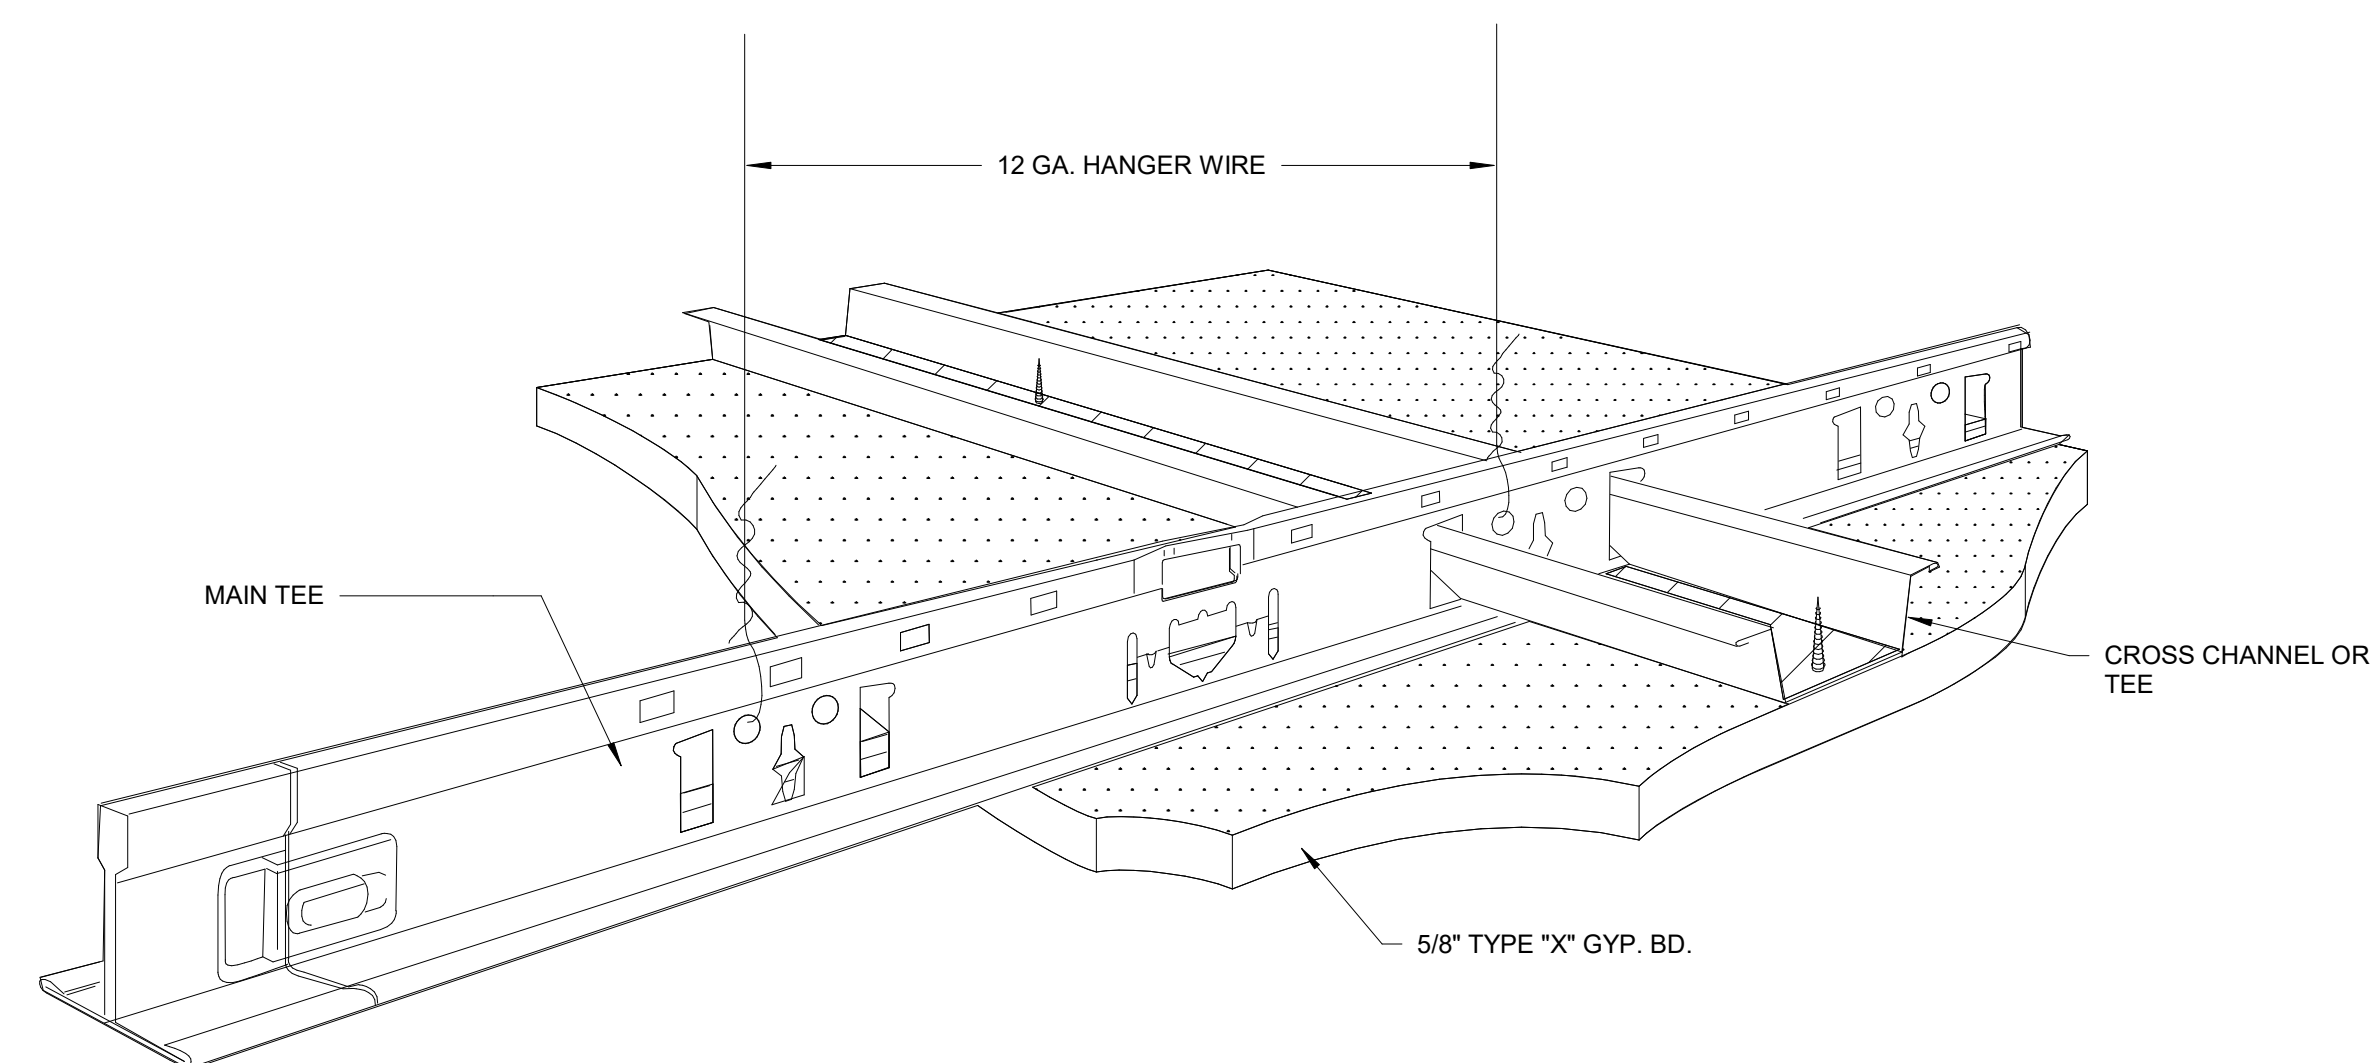 12 GA. HANGER WIRE
MAIN TEE
CROSS CHANNEL OR
TEE
5/8" TYPE "X" GYP. BD.